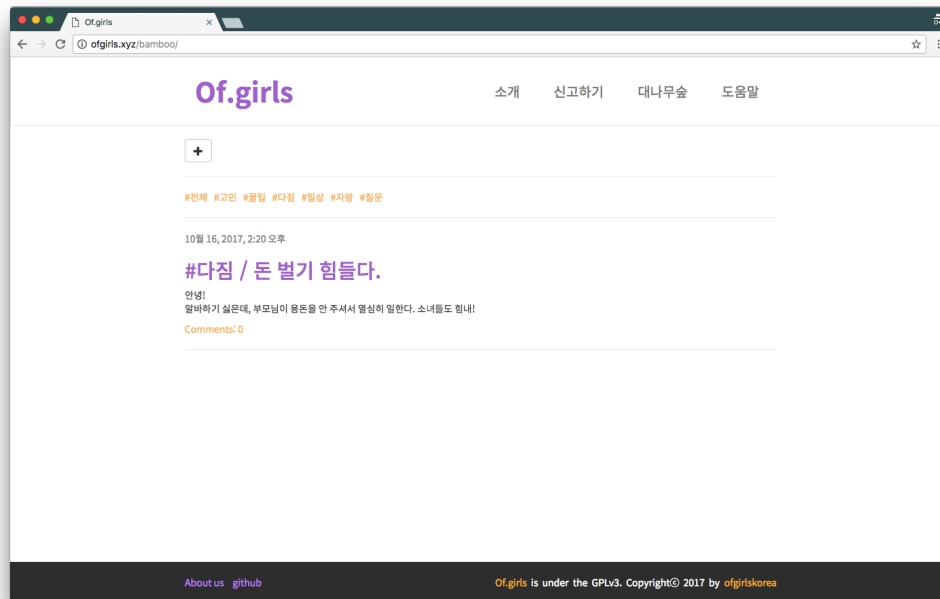 Of.girls
ofgirls.xyz/bamboo/
Of.girls
소개 신고하기 대나무숲 도움말
+
#전체 #고민 #꿀팁 #다짐 #일상 #자랑 #질문
10월 16, 2017, 2:20 오후
#다짐 / 돈 벌기 힘들다.
안녕!
알바하기 싫은데, 부모님이 용돈을 안 주셔서 열심히 일한다. 소녀들도 힘내!
Comments: 0
About us github
Of.girls is under the GPLv3. Copyrightⓒ 2017 by ofgirlskorea